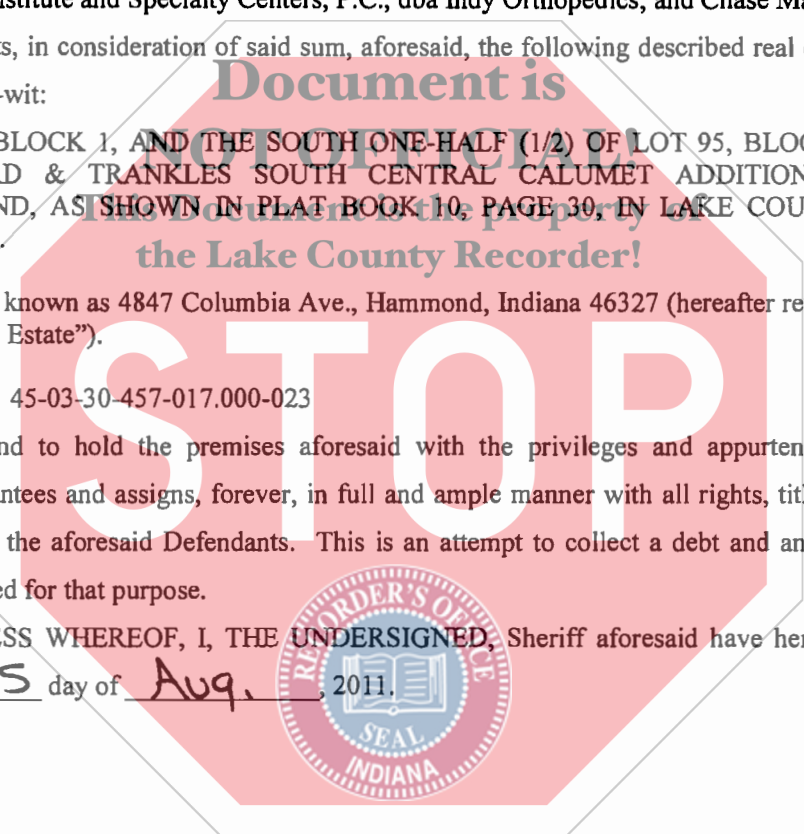 nstitute and Specialty Centers, P.C., dba Indy Orthopedics, and Chase Ma
ts, in consideration of said sum, aforesaid, the following described real
-wit:
Document is
NOT OFFICIAL!
This Document is the property of
the Lake County Recorder!
BLOCK 1, AND THE SOUTH ONE-HALF (1/2) OF LOT 95, BLOC
D & TRANKLES SOUTH CENTRAL CALUMET ADDITION
ND, AS SHOWN IN PLAT BOOK 10, PAGE 30, IN LAKE COU
.
known as 4847 Columbia Ave., Hammond, Indiana 46327 (hereafter re
Estate”).
STOP
45-03-30-457-017.000-023
nd to hold the premises aforesaid with the privileges and appurten
ntees and assigns, forever, in full and ample manner with all rights, titl
the aforesaid Defendants. This is an attempt to collect a debt and an
ed for that purpose.
ESS WHEREOF, I, THE UNDERSIGNED, Sheriff aforesaid have her
5 day of Aug., 2011.
RECORDER'S OFFICE
SEAL
INDIANA